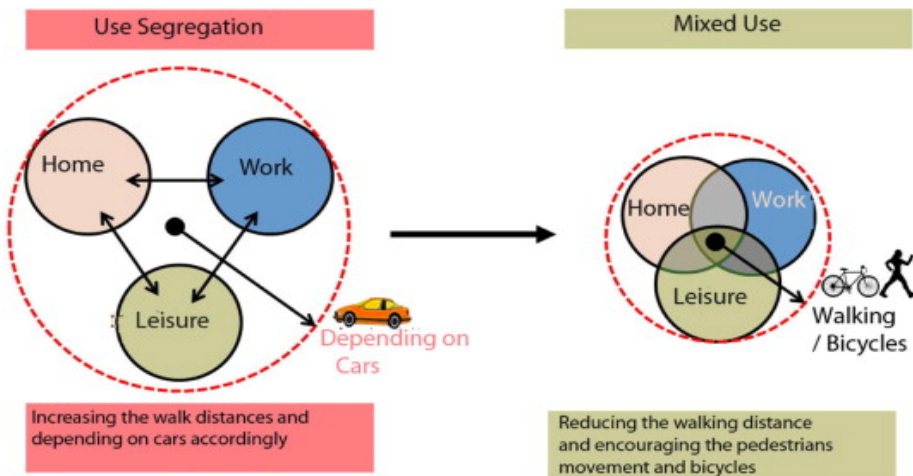 Use Segregation
Mixed Use
Home
Work
Leisure
Depending on
Cars
Home
Work
Leisure
Walking
/ Bicycles
Increasing the walk distances and
depending on cars accordingly
Reducing the walking distance
and encouraging the pedestrians
movement and bicycles